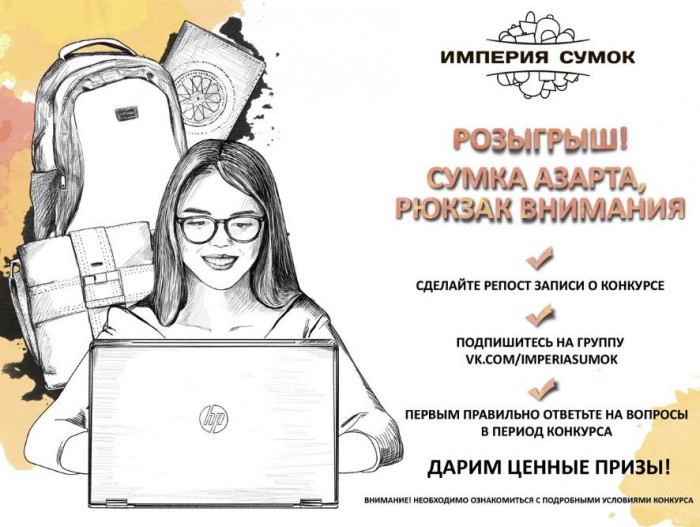 ИМПЕРИЯ СУМОК
РОЗЫГРЫШ!
СУМКА АЗАРТА,
РЮКЗАК ВНИМАНИЯ
СДЕЛАЙТЕ РЕПОСТ ЗАПИСИ О КОНКУРСЕ
ПОДПИШИТЕСЬ НА ГРУППУ
VK.COM/IMPERIASUMOK
ПЕРВЫМ ПРАВИЛЬНО ОТВЕТЬТЕ НА ВОПРОСЫ
В ПЕРИОД КОНКУРСА
ДАРИМ ЦЕННЫЕ ПРИЗЫ!
ВНИМАНИЕ! НЕОБХОДИМО ОЗНАКОМИТЬСЯ С ПОДРОБНЫМИ УСЛОВИЯМИ КОНКУРСА
hp